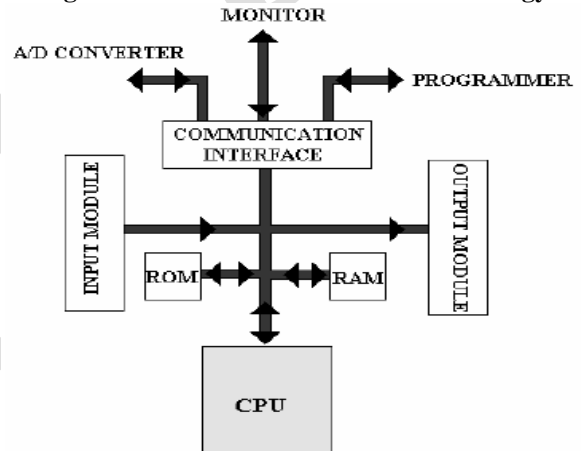 MONITOR
A/D CONVERTER
PROGRAMMER
COMMUNICATION
INTERFACE
INPUT MODULE
OUTPUT MODULE
ROM
RAM
CPU